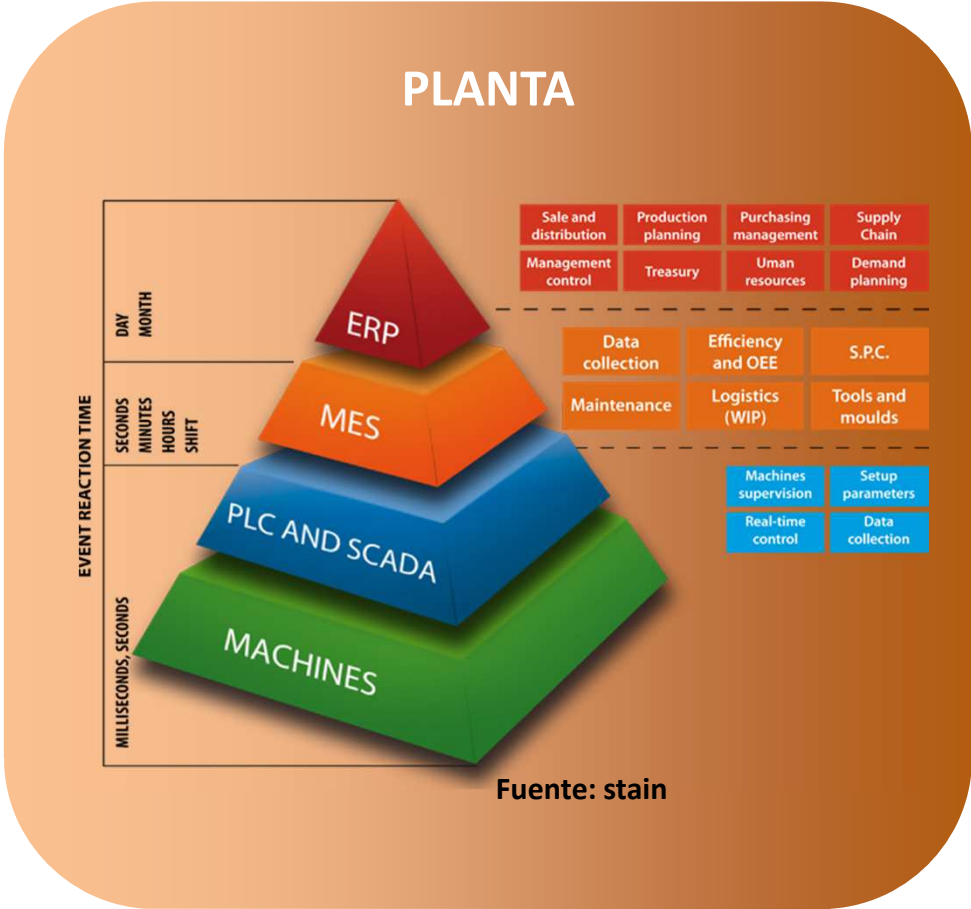 PLANTA
EVENT REACTION TIME
DAY
MONTH
SECONDS
MINUTES
HOURS
SHIFT
MILLISECONDS, SECONDS
ERP
MES
PLC AND SCADA
MACHINES
Sale and
distribution
Production
planning
Purchasing
management
Supply
Chain
Management
control
Treasury
Uman
resources
Demand
planning
Data
collection
Efficiency
and OEE
S.P.C.
Maintenance
Logistics
(WIP)
Tools and
moulds
Machines
supervision
Setup
parameters
Real-time
control
Data
collection
Fuente: stain